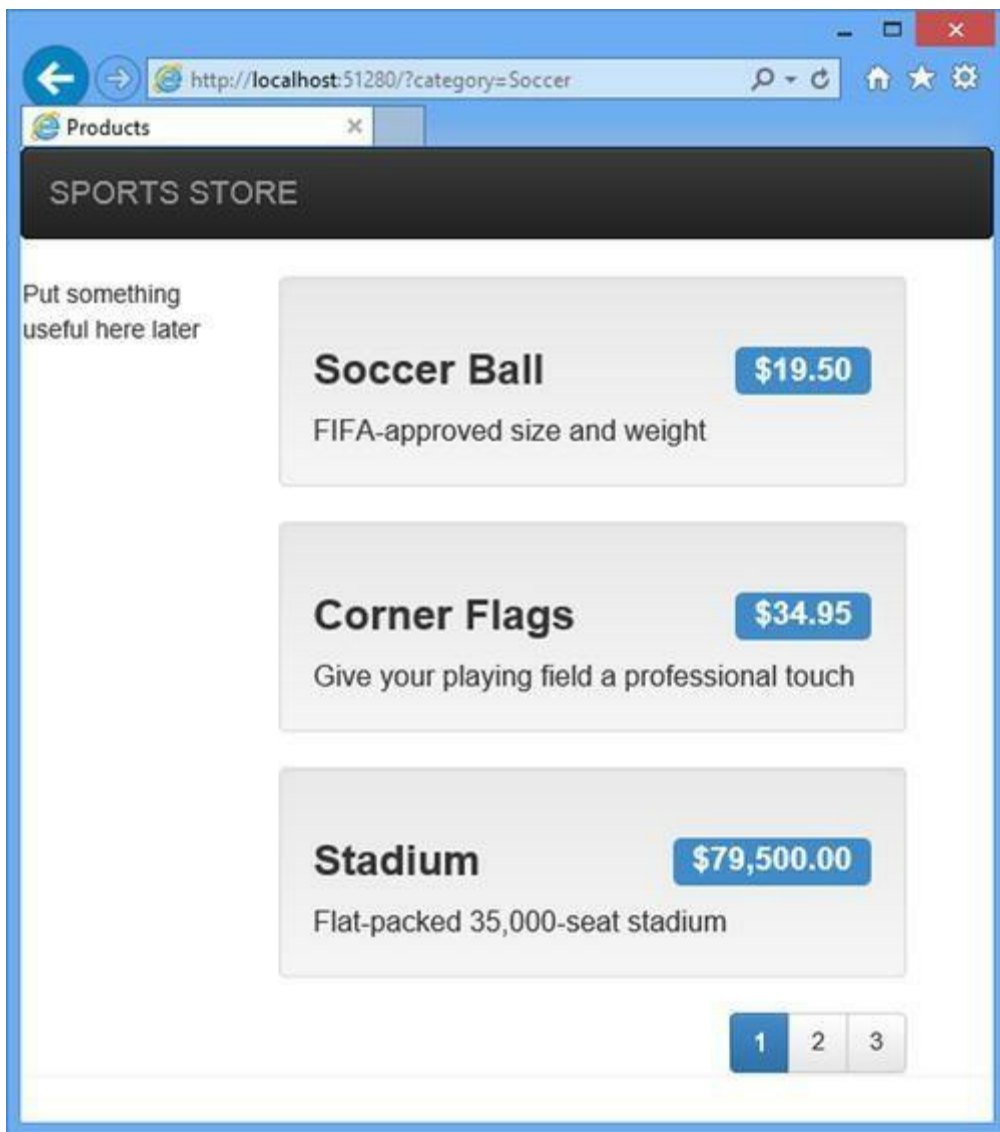 http://localhost:51280/?category=Soccer
Products
SPORTS STORE
Put something
useful here later
Soccer Ball
$19.50
FIFA-approved size and weight
Corner Flags
$34.95
Give your playing field a professional touch
Stadium
$79,500.00
Flat-packed 35,000-seat stadium
1 2 3